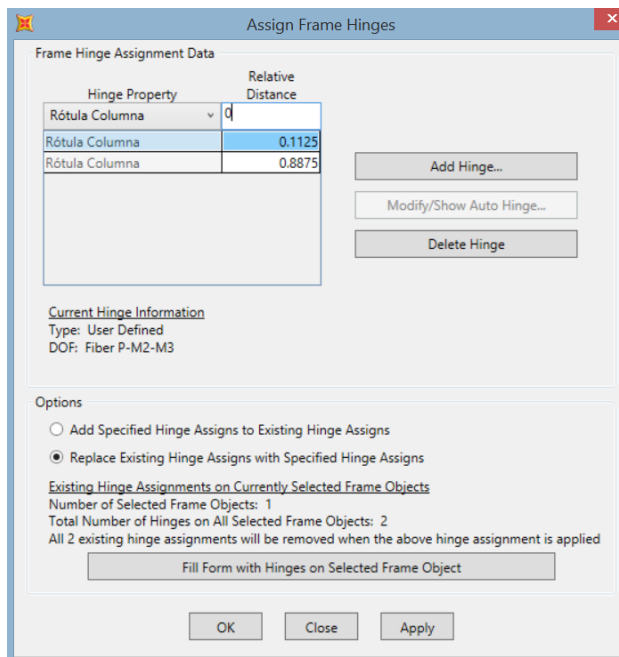 Assign Frame Hinges
Frame Hinge Assignment Data
Hinge Property
Relative
Distance
Rótula Columna 0
Rótula Columna 0.1125
Rótula Columna 0.8875
Add Hinge...
Modify/Show Auto Hinge...
Delete Hinge
Current Hinge Information
Type: User Defined
DOF: Fiber P-M2-M3
Options
Add Specified Hinge Assigns to Existing Hinge Assigns
Replace Existing Hinge Assigns with Specified Hinge Assigns
Existing Hinge Assignments on Currently Selected Frame Objects
Number of Selected Frame Objects: 1
Total Number of Hinges on All Selected Frame Objects: 2
All 2 existing hinge assignments will be removed when the above hinge assignment is applied
Fill Form with Hinges on Selected Frame Object
OK Close Apply